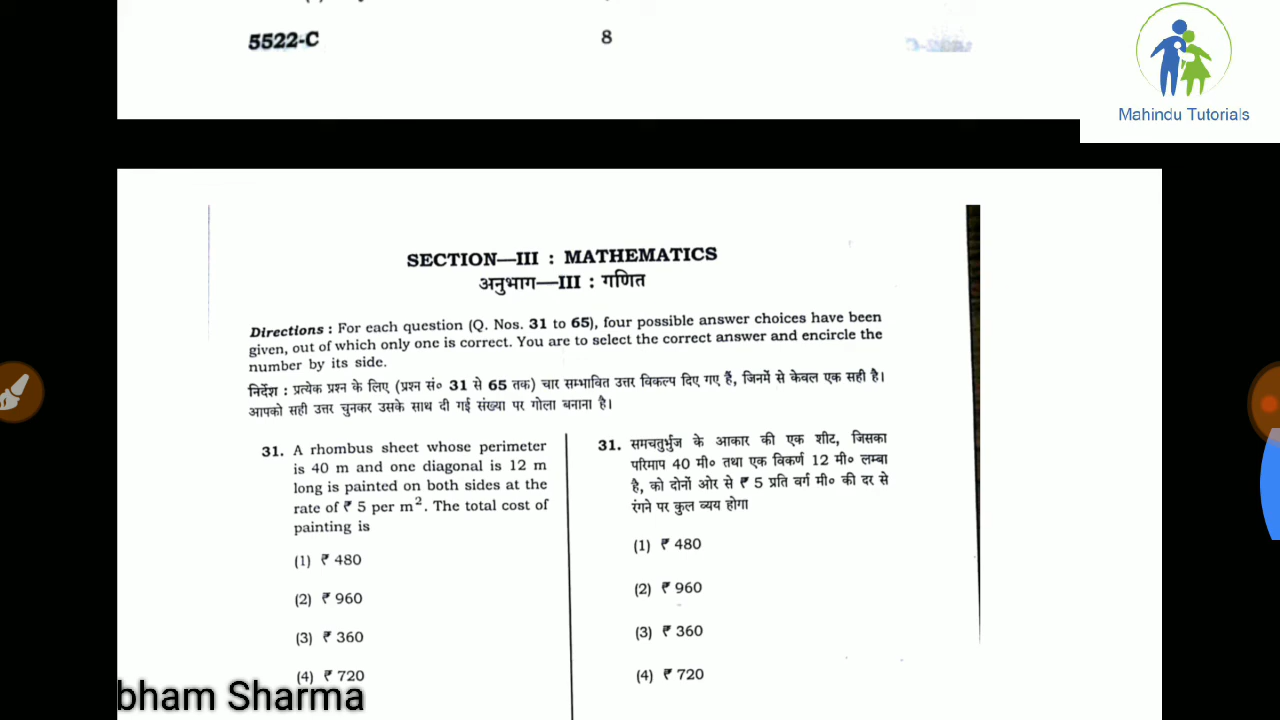 5522-C
8
Mahindu Tutorials
SECTION—III : MATHEMATICS
अनुभाग—III : गणित
Directions : For each question (Q. Nos. 31 to 65), four possible answer choices have been
given, out of which only one is correct. You are to select the correct answer and encircle the
number by its side.
निर्देश : प्रत्येक प्रश्न के लिए (प्रश्न सं० 31 से 65 तक) चार सम्भावित उत्तर विकल्प दिए गए हैं, जिनमें से केवल एक सही है।
आपको सही उत्तर चुनकर उसके साथ दी गई संख्या पर गोला बनाना है।
31. A rhombus sheet whose perimeter
is 40 m and one diagonal is 12 m
long is painted on both sides at the
rate of ₹ 5 per m². The total cost of
painting is
(1) ₹ 480
(2) ₹ 960
(3) ₹ 360
(4) ₹ 720
31. समचतुर्भुज के आकार की एक शीट, जिसका
परिमाप 40 मी० तथा एक विकर्ण 12 मी० लम्बा
है, को दोनों ओर से ₹ 5 प्रति वर्ग मी० की दर से
रंगने पर कुल व्यय होगा
(1) ₹ 480
(2) ₹ 960
(3) ₹ 360
(4) ₹ 720
bham Sharma